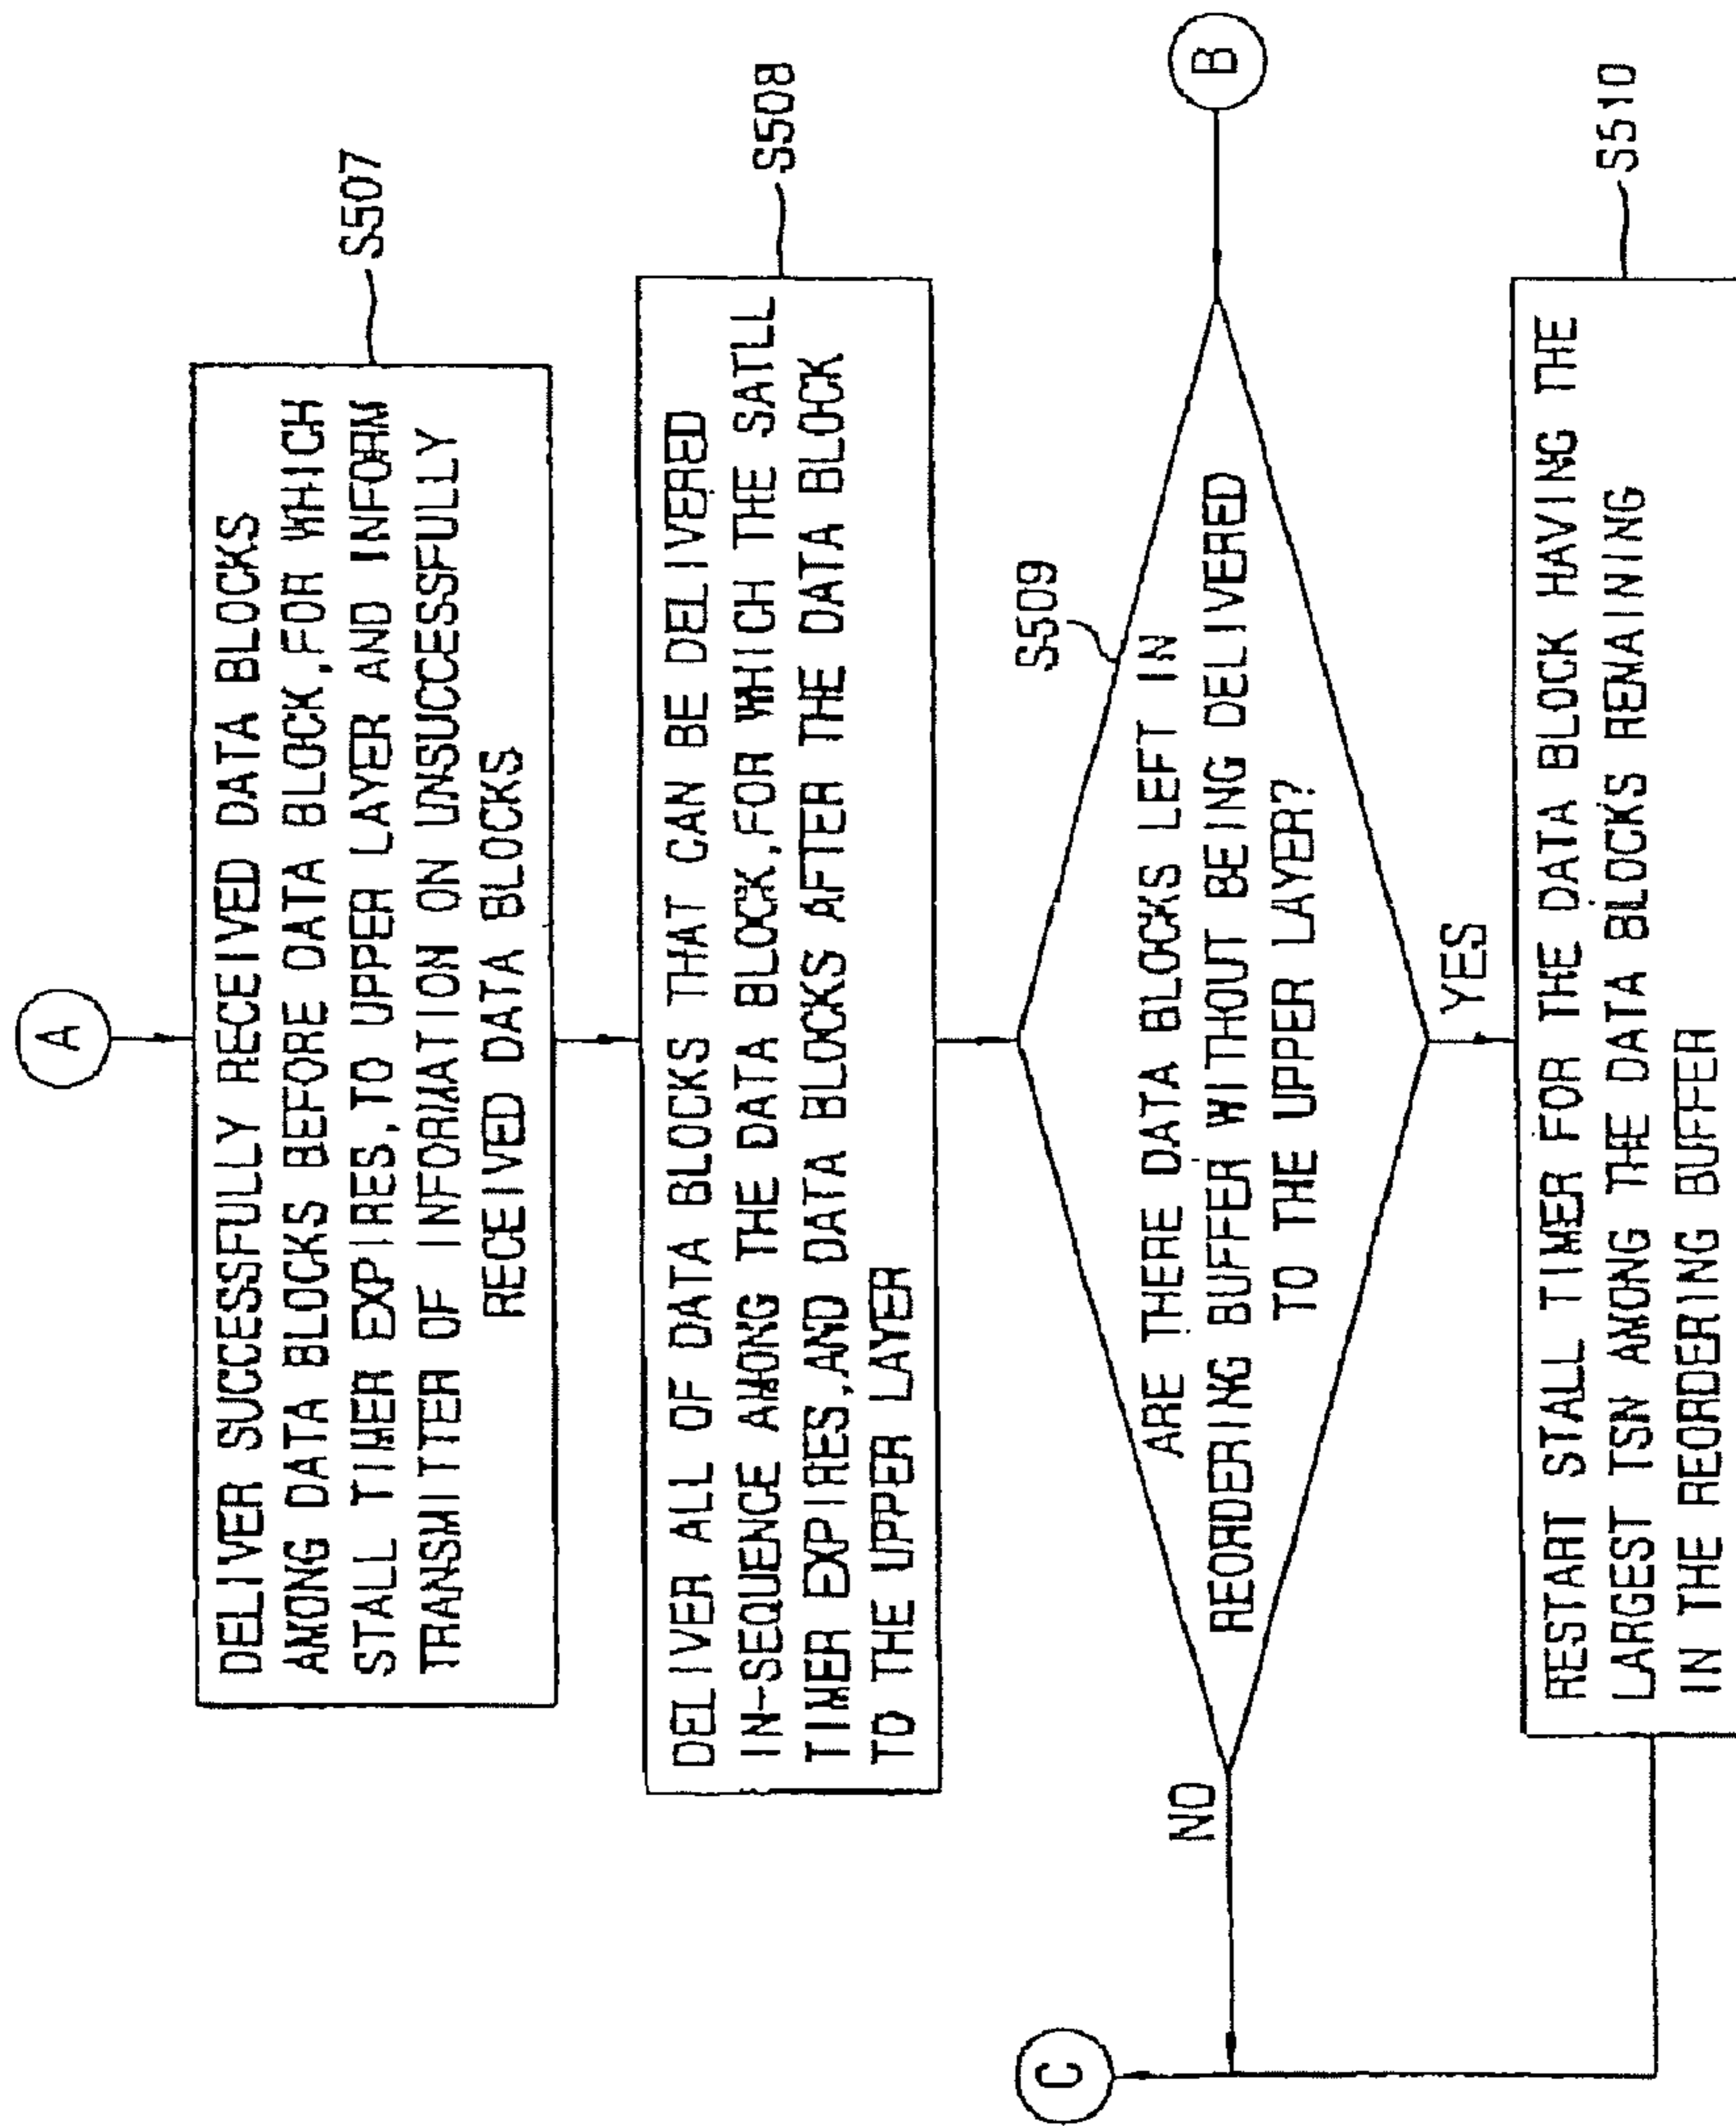 A
DELIVER SUCCESSFULLY RECEIVED DATA BLOCKS
AMONG DATA BLOCKS BEFORE DATA BLOCK,FOR WHICH
STALL TIMER EXPIRES,TO UPPER LAYER AND INFORM
TRANSMITTER OF INFORMATION ON UNSUCCESSFULLY
RECEIVED DATA BLOCKS
S507
DELIVER ALL OF DATA BLOCKS THAT CAN BE DELIVERED
IN-SEQUENCE AMONG THE DATA BLOCK,FOR WHICH THE SATLL
TIMER EXPIRES,AND DATA BLOCKS AFTER THE DATA BLOCK
TO THE UPPER LAYER
S508
S509
ARE THERE DATA BLOCKS LEFT IN
REORDERING BUFFER WITHOUT BEING DELIVERED
TO THE UPPER LAYER?
B
NO
C
YES
RESTART STALL TIMER FOR THE DATA BLOCK HAVING THE
LARGEST TSN AMONG THE DATA BLOCKS REMAINING
IN THE REORDERING BUFFER
S510